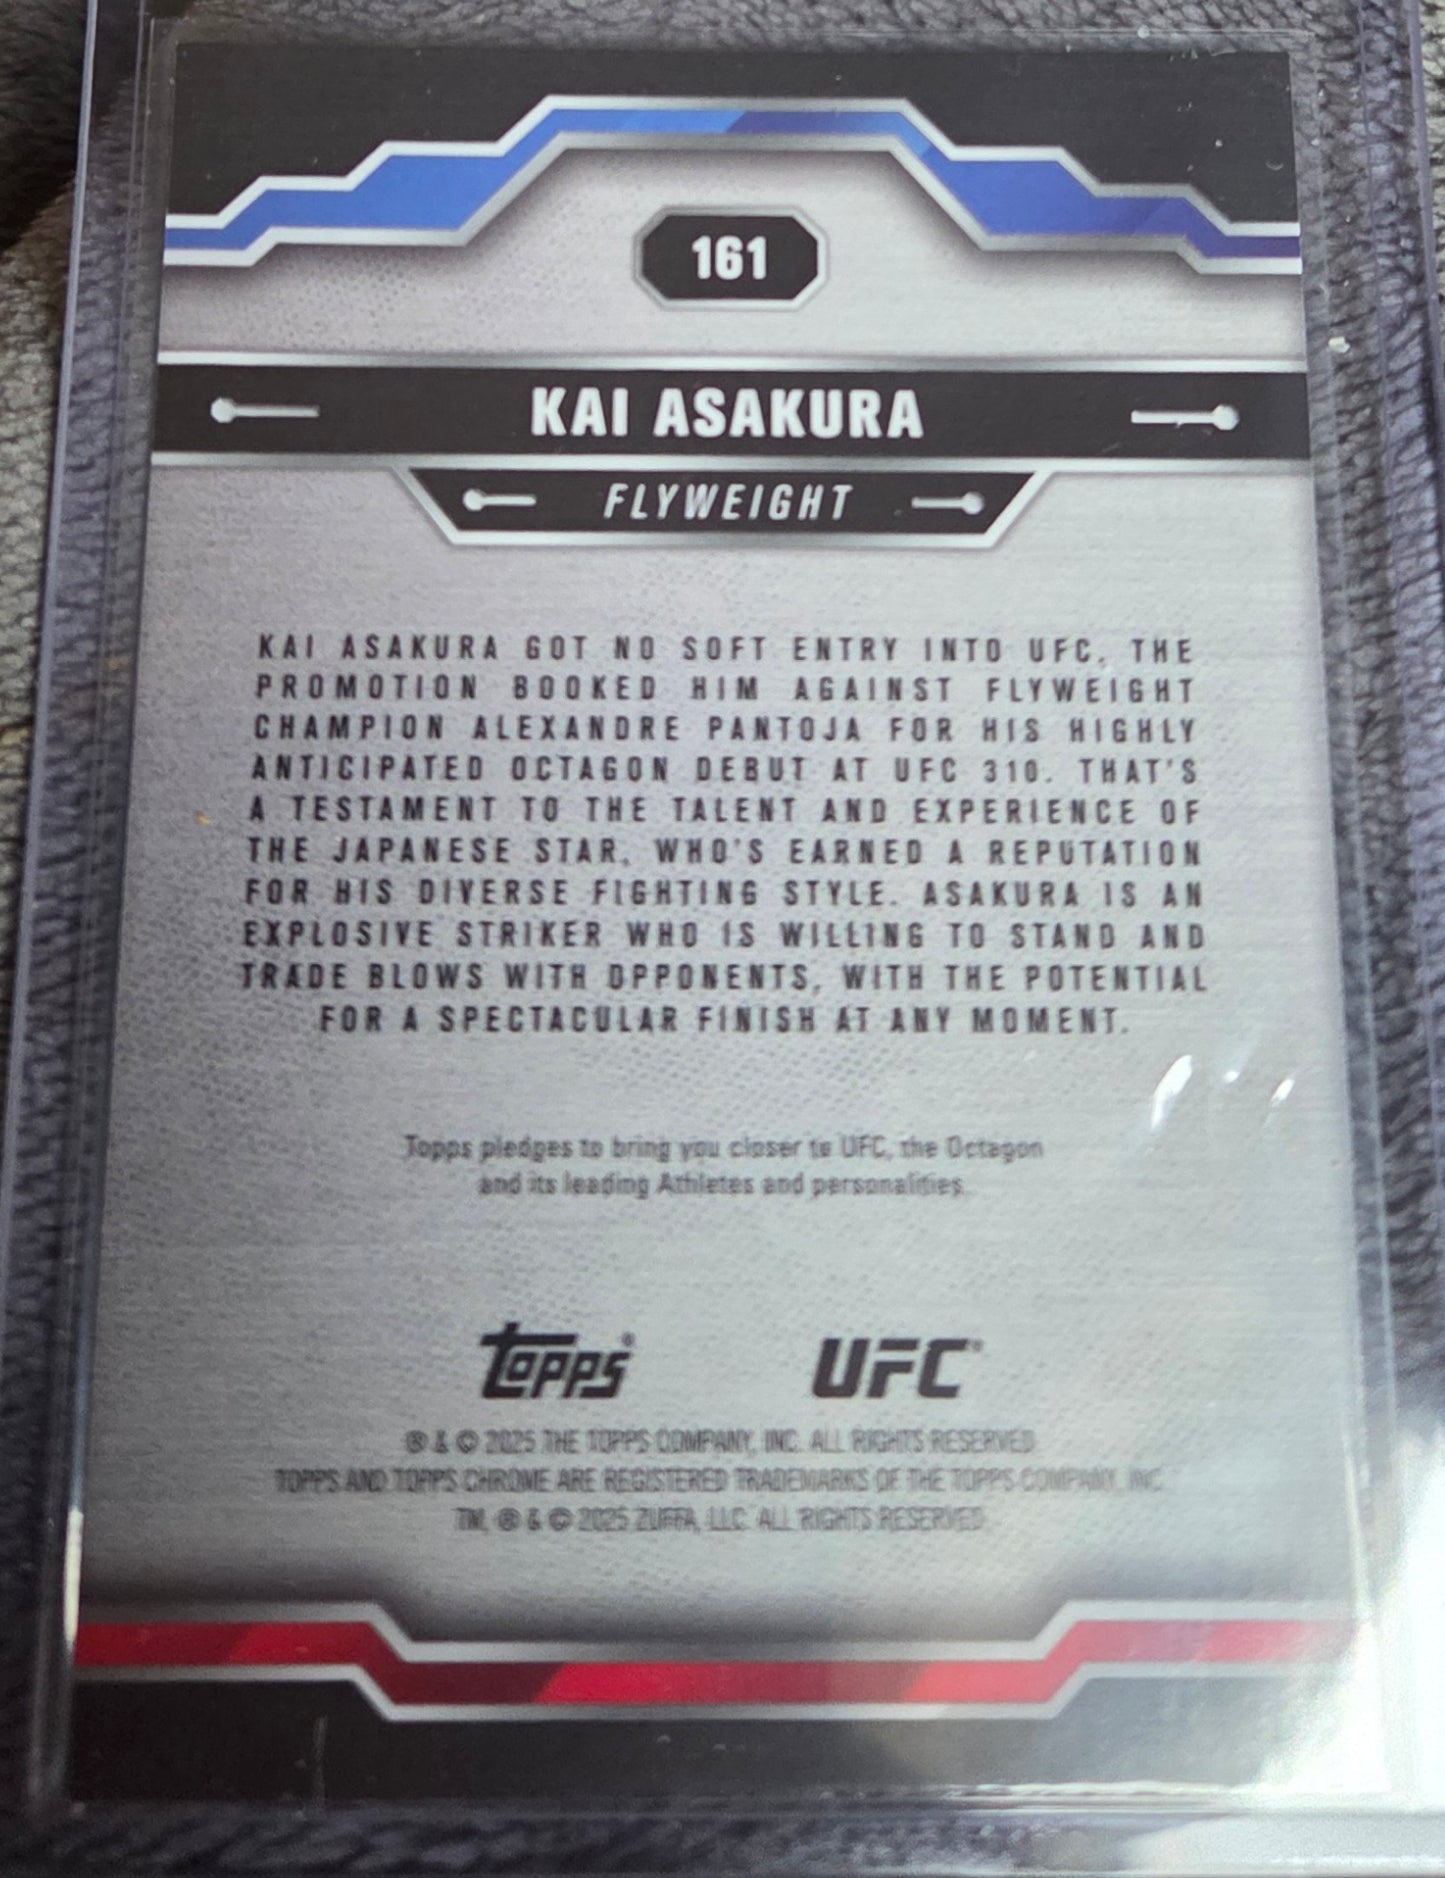 161
KAI ASAKURA
FLYWEIGHT
KAI ASAKURA GOT NO SOFT ENTRY INTO UFC. THE
PROMOTION BOOKED HIM AGAINST FLYWEIGHT
CHAMPION ALEXANDRE PANTOJA FOR HIS HIGHLY
ANTICIPATED OCTAGON DEBUT AT UFC 310. THAT'S
A TESTAMENT TO THE TALENT AND EXPERIENCE OF
THE JAPANESE STAR, WHO'S EARNED A REPUTATION
FOR HIS DIVERSE FIGHTING STYLE. ASAKURA IS AN
EXPLOSIVE STRIKER WHO IS WILLING TO STAND AND
TRADE BLOWS WITH OPPONENTS, WITH THE POTENTIAL
FOR A SPECTACULAR FINISH AT ANY MOMENT.
Topps pledges to bring you closer to UFC, the Octagon
and its leading Athletes and personalities.
Topps® UFC®
® & © 2025 THE TOPPS COMPANY, INC. ALL RIGHTS RESERVED.
TOPPS AND TOPPS CHROME ARE REGISTERED TRADEMARKS OF THE TOPPS COMPANY, INC.
TM, ® & © 2025 ZUFFA, LLC. ALL RIGHTS RESERVED.